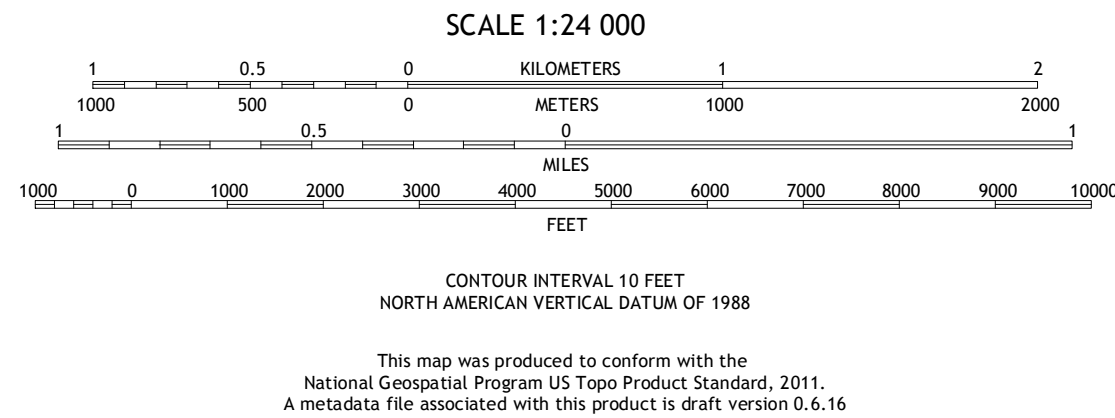 SCALE 1:24 000
1 0.5 0 KILOMETERS 1 2
1000 500 0 METERS 1000 2000
1 0.5 0 1
MILES
1000 0 1000 2000 3000 4000 5000 6000 7000 8000 9000 10000
FEET
CONTOUR INTERVAL 10 FEET
NORTH AMERICAN VERTICAL DATUM OF 1988
This map was produced to conform with the
National Geospatial Program US Topo Product Standard, 2011.
A metadata file associated with this product is draft version 0.6.16